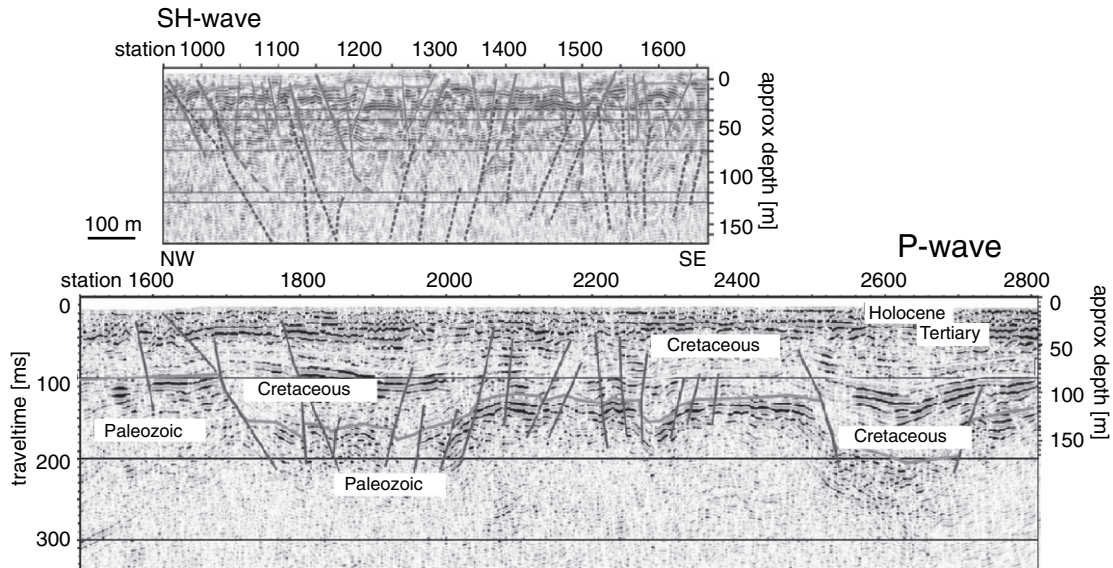 SH-wave
station 1000 1100 1200 1300 1400 1500 1600
0
50
100
150
approx depth [m]
100 m
NW
SE
P-wave
station 1600 1800 2000 2200 2400 2600 2800
0
100
200
300
traveltime [ms]
0
50
100
150
approx depth [m]
Holocene
Tertiary
Cretaceous
Cretaceous
Paleozoic
Cretaceous
Paleozoic